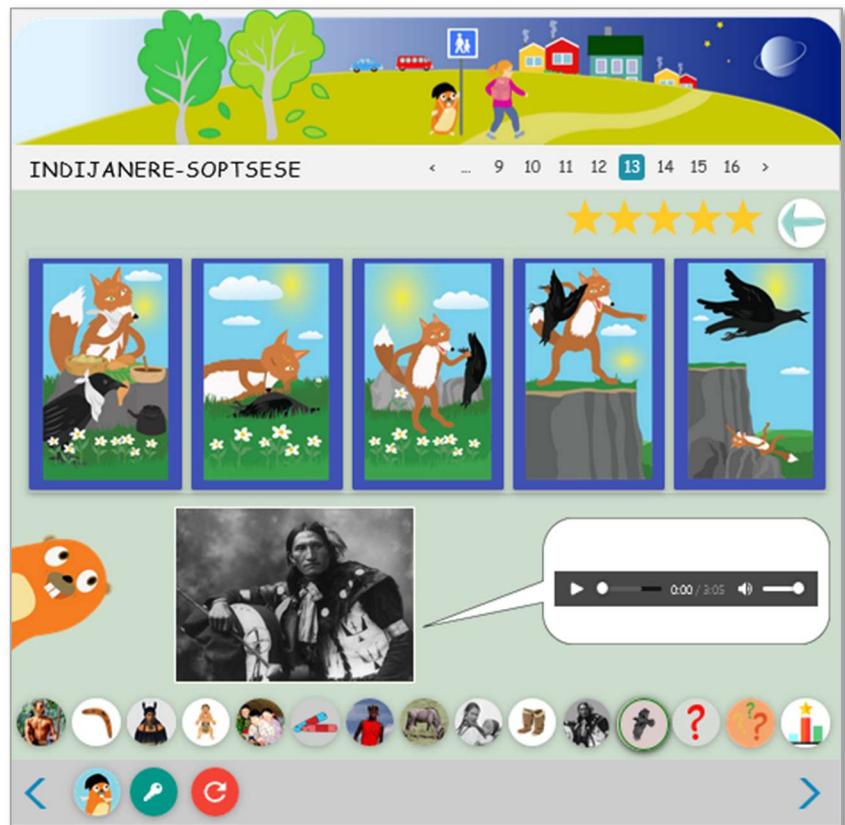 INDIJANERE-SOPTSESE
‹ ... 9 10 11 12 13 14 15 16 ›
0:00 / 3:05
? ? ? ?